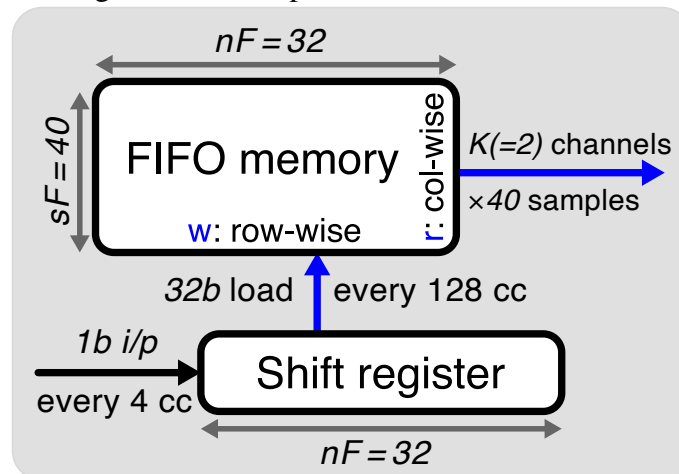 nF = 32
sF = 40
FIFO memory
r: col-wise
w: row-wise
K(=2) channels
×40 samples
32b load every 128 cc
1b i/p
every 4 cc
Shift register
nF = 32